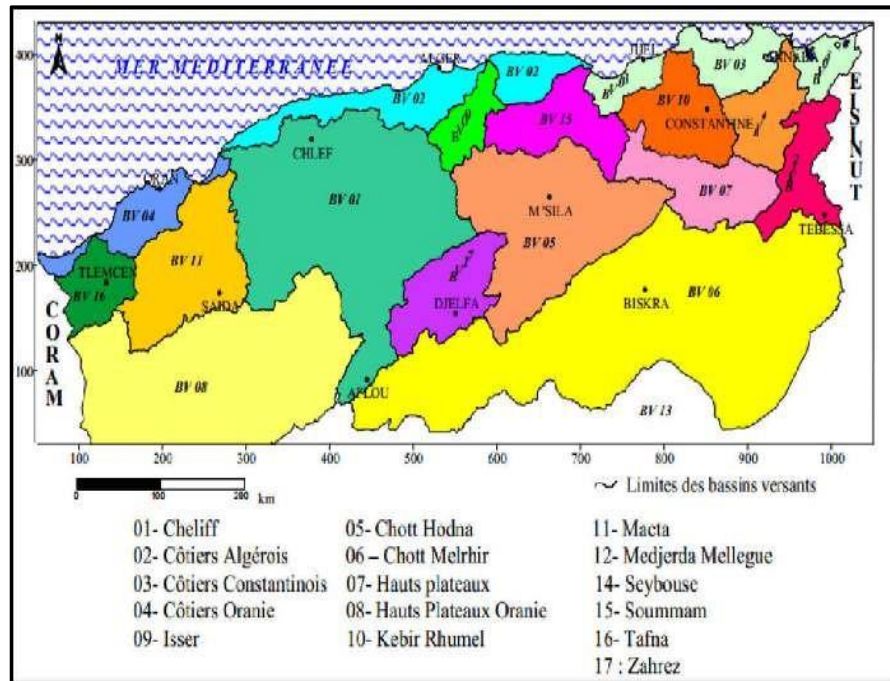 400
N
MER MEDITERRANEE
ALGER
JIJEL
BV 02
BV 02
BV 03
BV 15
BV 10
CONSTANTINE
EISINUT
300
CHLEF
ORAN
BV 01
BV 04
M'SILA
BV 07
TEBESSA
BV 11
BV 05
200
TLEMCEN
BV 16
SAIDA
DJELFA
BISKRA
BV 06
CORAM
100
BV 08
AFLOU
BV 13
100 200 300 400 500 600 700 800 900 1000
0 100 200
km
Limites des bassins versants
01- Cheliff
02- Côtiers Algérois
03- Côtiers Constantinois
04- Côtiers Oranie
09- Isser
05- Chott Hodna
06 – Chott Melrhir
07- Hauts plateaux
08- Hauts Plateaux Oranie
10- Kebir Rhumel
11- Macta
12- Medjerda Mellegue
14- Seybouse
15- Soummam
16- Tafna
17 : Zahrez